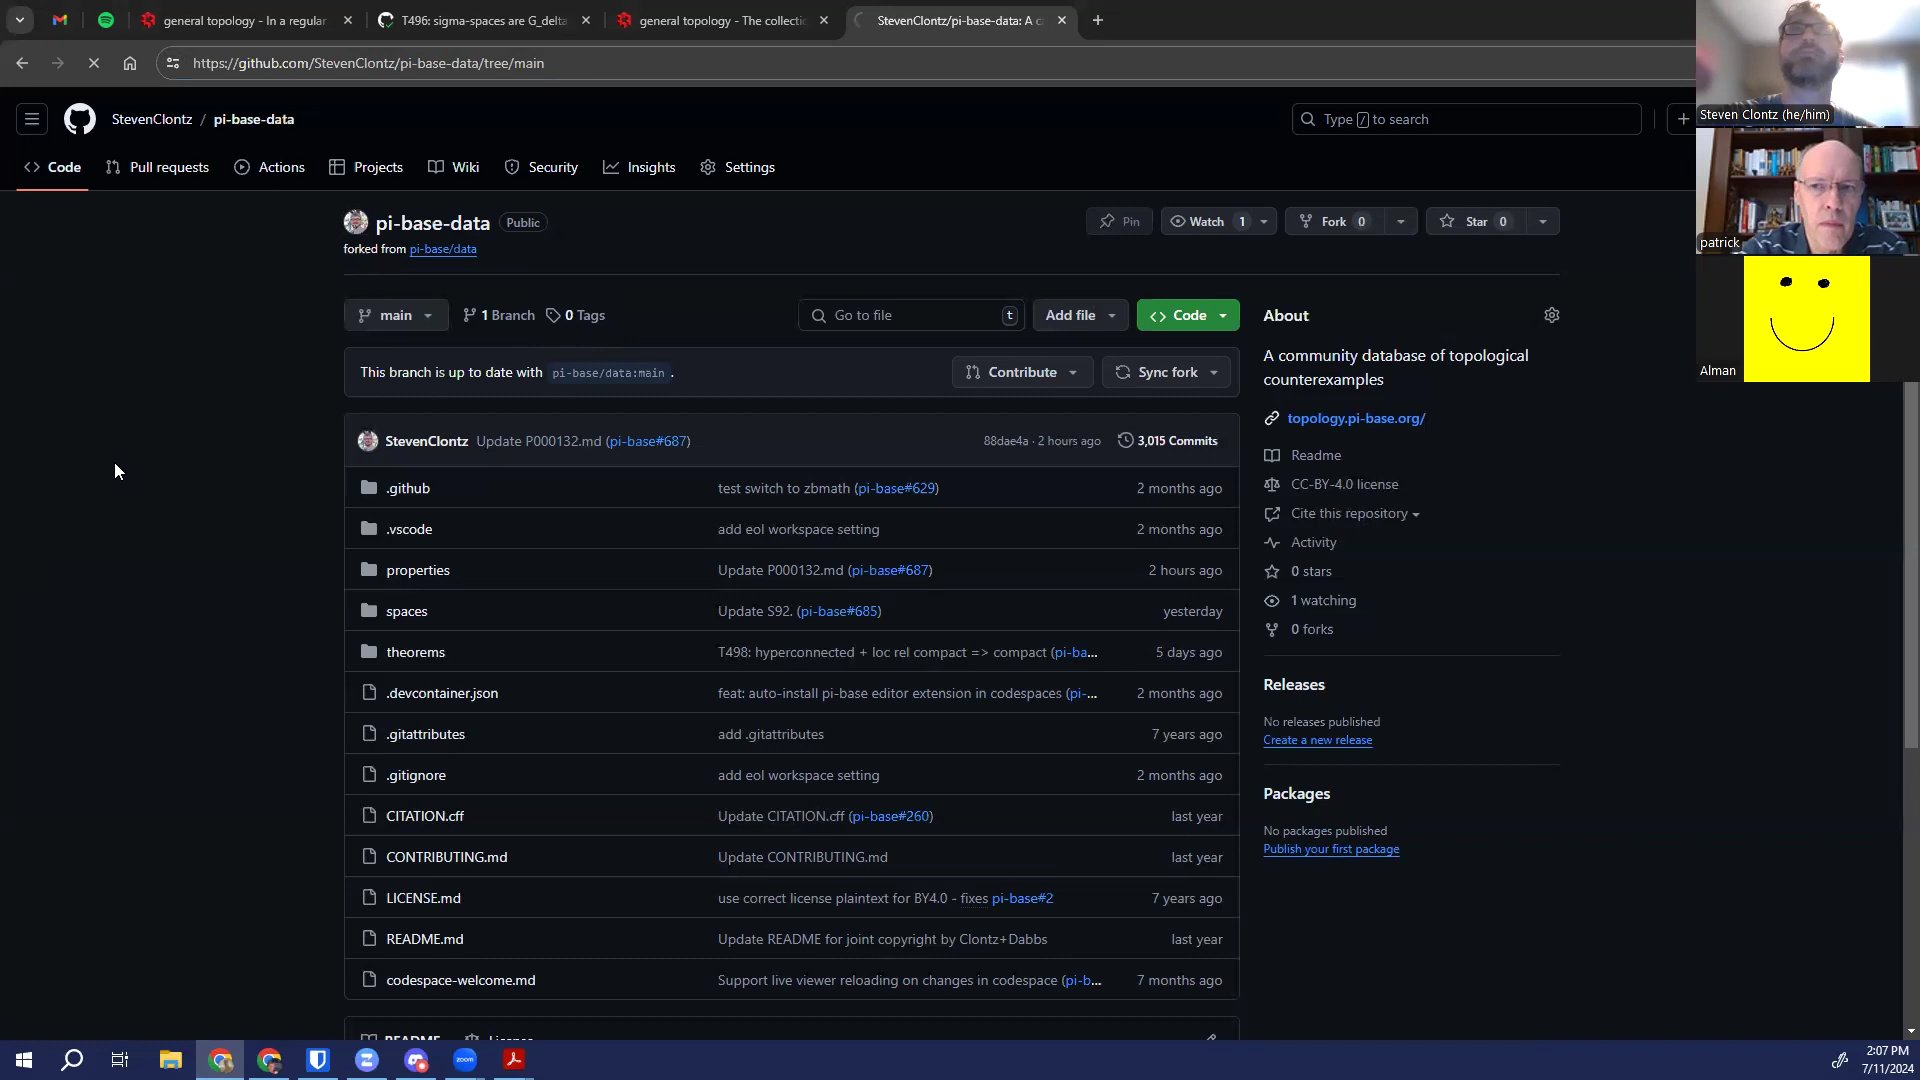 general topology - In a regular
T496: sigma-spaces are G_delta
general topology - The collectio
StevenClontz/pi-base-data: A c
https://github.com/StevenClontz/pi-base-data/tree/main
StevenClontz / pi-base-data
Type / to search
Steven Clontz (he/him)
Code
Pull requests
Actions
Projects
Wiki
Security
Insights
Settings
pi-base-data Public
forked from pi-base/data
Pin
Watch 1
Fork 0
Star 0
patrick
main
1 Branch
0 Tags
Go to file t
Add file
Code
About
A community database of topological
counterexamples
Alman
This branch is up to date with pi-base/data:main .
Contribute
Sync fork
topology.pi-base.org/
StevenClontz Update P000132.md (pi-base#687)
88dae4a · 2 hours ago
3,015 Commits
Readme
CC-BY-4.0 license
Cite this repository
Activity
0 stars
1 watching
0 forks
.github test switch to zbmath (pi-base#629) 2 months ago
.vscode add eol workspace setting 2 months ago
properties Update P000132.md (pi-base#687) 2 hours ago
spaces Update S92. (pi-base#685) yesterday
theorems T498: hyperconnected + loc rel compact => compact (pi-ba... 5 days ago
.devcontainer.json feat: auto-install pi-base editor extension in codespaces (pi-... 2 months ago
.gitattributes add .gitattributes 7 years ago
.gitignore add eol workspace setting 2 months ago
CITATION.cff Update CITATION.cff (pi-base#260) last year
CONTRIBUTING.md Update CONTRIBUTING.md last year
LICENSE.md use correct license plaintext for BY4.0 - fixes pi-base#2 7 years ago
README.md Update README for joint copyright by Clontz+Dabbs last year
codespace-welcome.md Support live viewer reloading on changes in codespace (pi-b... 7 months ago
Releases
No releases published
Create a new release
Packages
No packages published
Publish your first package
README
License
zoom
2:07 PM
7/11/2024